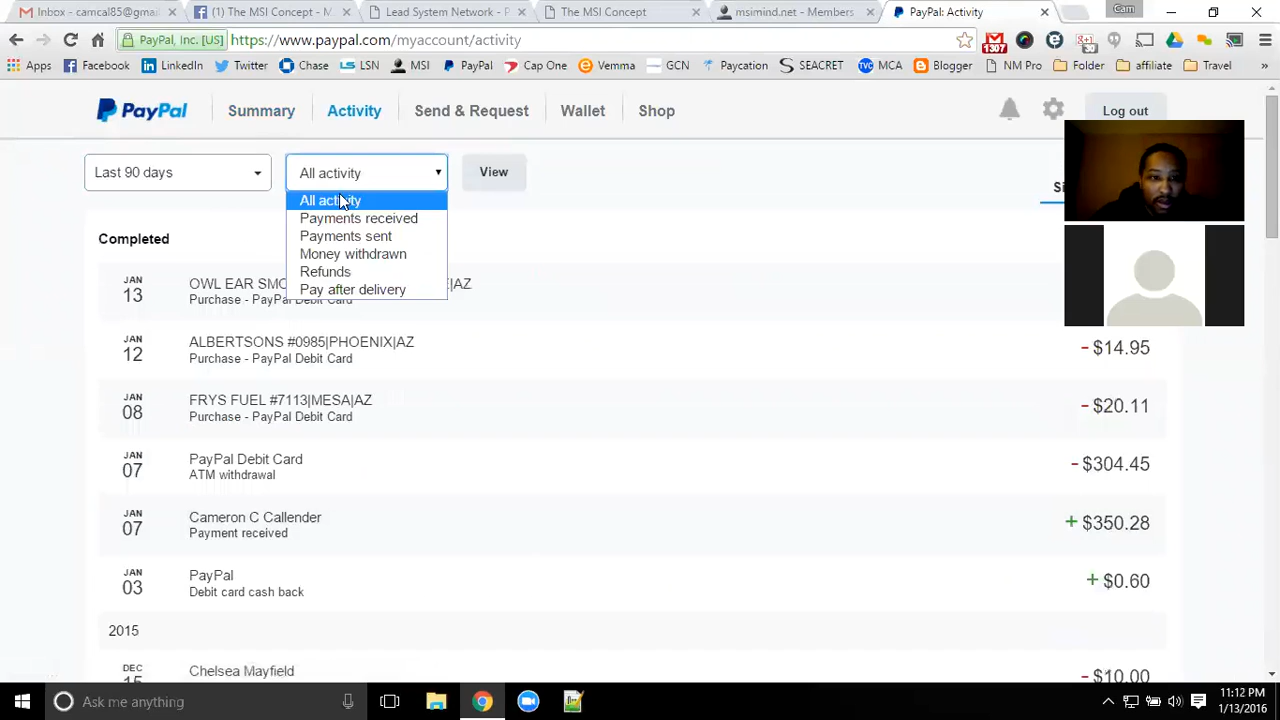 Inbox - camcal85@gmail
(1) The MSI Concept
Lead System Network - P
The MSI Concept
msimind.net - Members
PayPal: Activity
Cam
PayPal, Inc. [US]
https://www.paypal.com/myaccount/activity
1307
Apps
Facebook
LinkedIn
Twitter
Chase
LSN
MSI
PayPal
Cap One
Vemma
GCN
Paycation
SEACRET
TVC
MCA
Blogger
NM Pro
Folder
affiliate
Travel
»
PayPal
Summary
Activity
Send & Request
Wallet
Shop
Log out
Last 90 days
All activity
View
All activity
Payments received
Payments sent
Money withdrawn
Refunds
Pay after delivery
Completed
JAN
13
OWL EAR SMO
E|AZ
Purchase - PayPal Debit Card
JAN
12
ALBERTSONS #0985|PHOENIX|AZ
Purchase - PayPal Debit Card
- $14.95
JAN
08
FRYS FUEL #7113|MESA|AZ
Purchase - PayPal Debit Card
- $20.11
JAN
07
PayPal Debit Card
ATM withdrawal
- $304.45
JAN
07
Cameron C Callender
Payment received
+ $350.28
JAN
03
PayPal
Debit card cash back
+ $0.60
2015
DEC
15
Chelsea Mayfield
- $10.00
Ask me anything
11:12 PM
1/13/2016